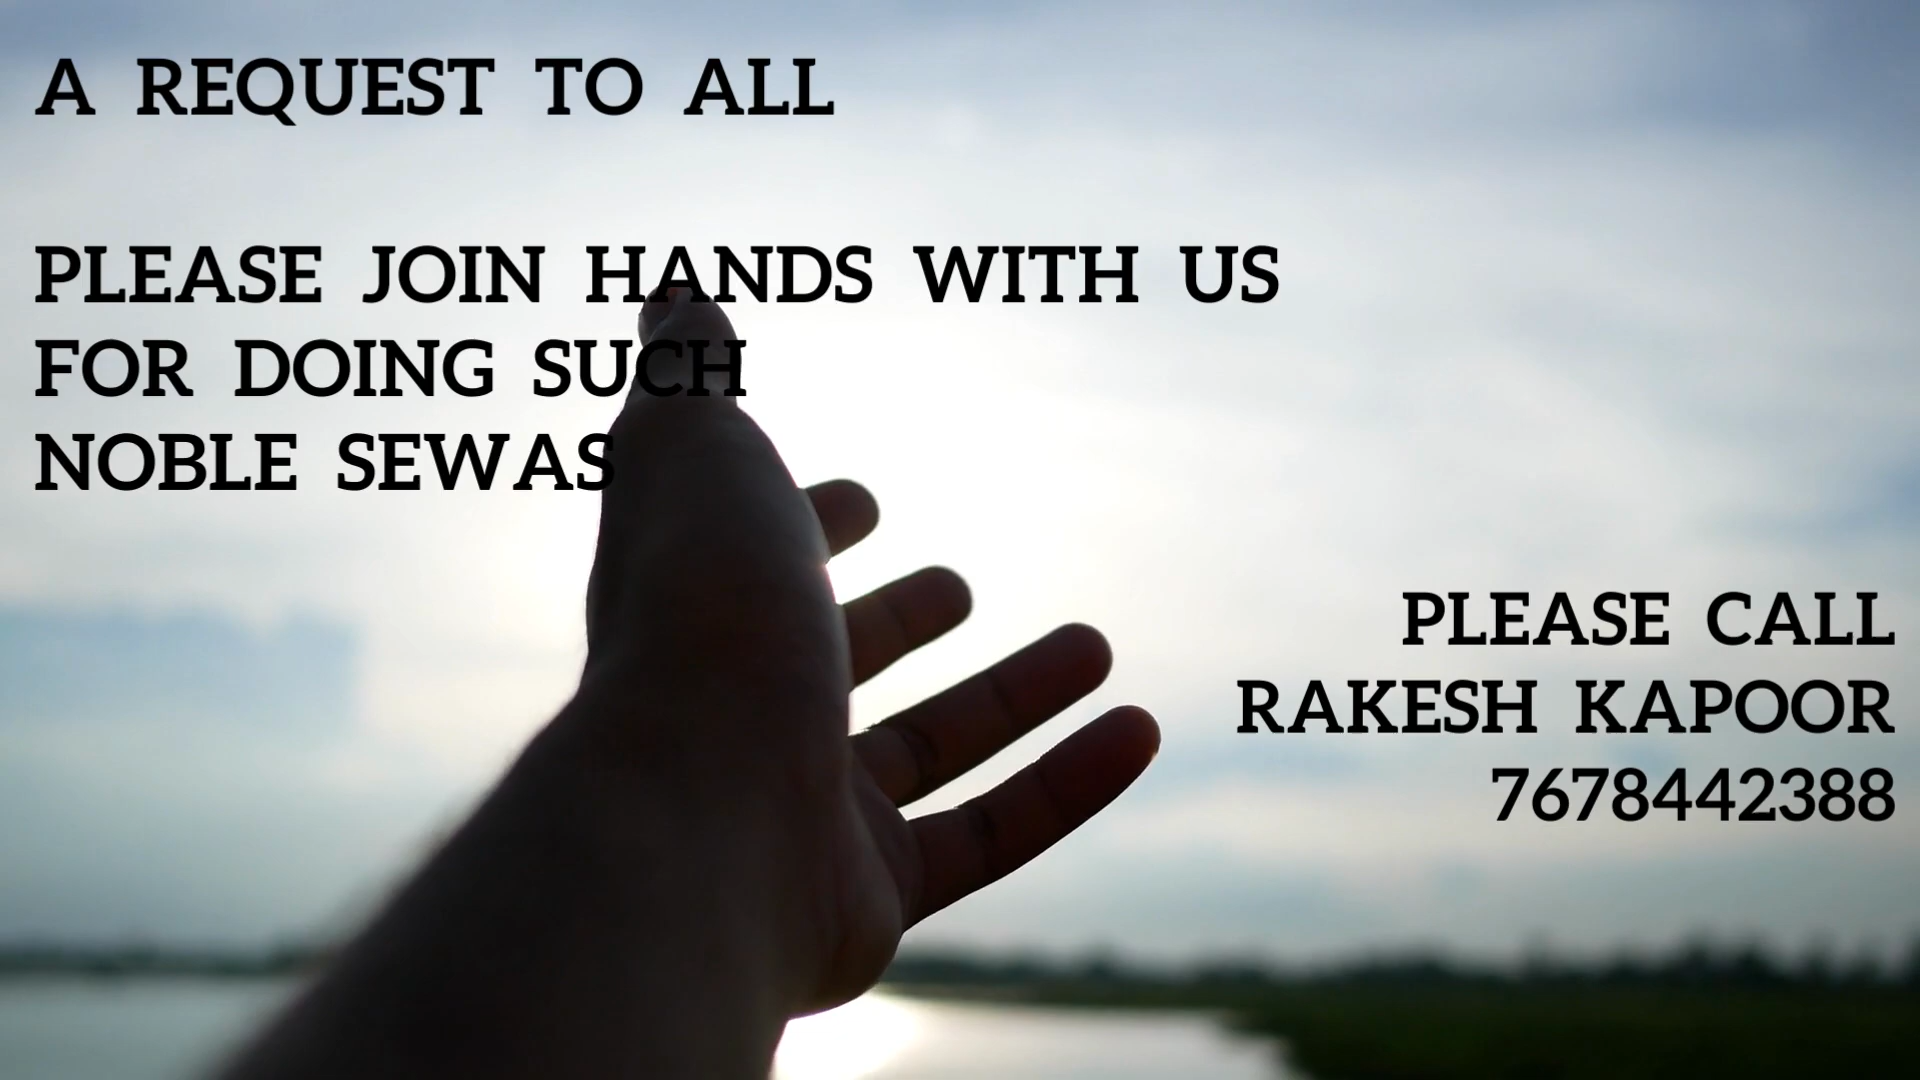 A REQUEST TO ALL
PLEASE JOIN HANDS WITH US
FOR DOING SUCH
NOBLE SEWAS
PLEASE CALL
RAKESH KAPOOR
7678442388